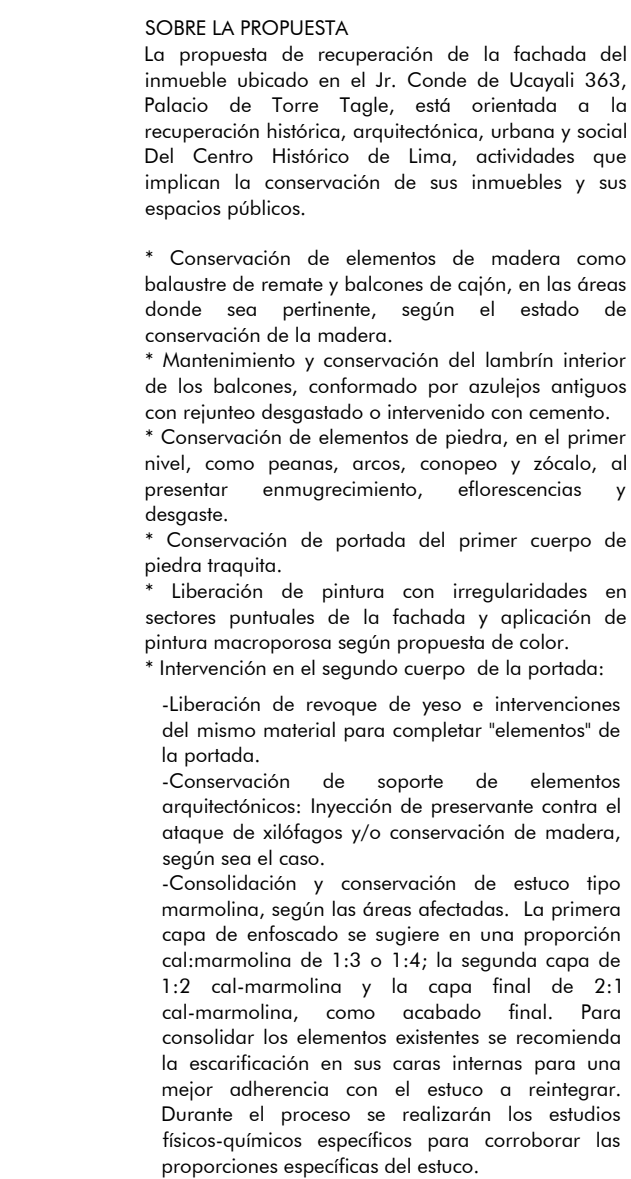 SOBRE LA PROPUESTA
La propuesta de recuperación de la fachada del
inmueble ubicado en el Jr. Conde de Ucayali 363,
Palacio de Torre Tagle, está orientada a la
recuperación histórica, arquitectónica, urbana y social
Del Centro Histórico de Lima, actividades que
implican la conservación de sus inmuebles y sus
espacios públicos.

* Conservación de elementos de madera como
balaustre de remate y balcones de cajón, en las áreas
donde sea pertinente, según el estado de
conservación de la madera.
* Mantenimiento y conservación del lambrín interior
de los balcones, conformado por azulejos antiguos
con rejunteo desgastado o intervenido con cemento.
* Conservación de elementos de piedra, en el primer
nivel, como peanas, arcos, conopeo y zócalo, al
presentar enmugrecimiento, eflorescencias y
desgaste.
* Conservación de portada del primer cuerpo de
piedra traquita.
* Liberación de pintura con irregularidades en
sectores puntuales de la fachada y aplicación de
pintura macroporosa según propuesta de color.
* Intervención en el segundo cuerpo  de la portada:
-Liberación de revoque de yeso e intervenciones
del mismo material para completar "elementos" de
la portada.
-Conservación de soporte de elementos
arquitectónicos: Inyección de preservante contra el
ataque de xilófagos y/o conservación de madera,
según sea el caso.
-Consolidación y conservación de estuco tipo
marmolina, según las áreas afectadas.  La primera
capa de enfoscado se sugiere en una proporción
cal:marmolina de 1:3 o 1:4; la segunda capa de
1:2 cal-marmolina y la capa final de 2:1
cal-marmolina, como acabado final. Para
consolidar los elementos existentes se recomienda
la escarificación en sus caras internas para una
mejor adherencia con el estuco a reintegrar.
Durante el proceso se realizarán los estudios
físicos-químicos específicos para corroborar las
proporciones específicas del estuco.